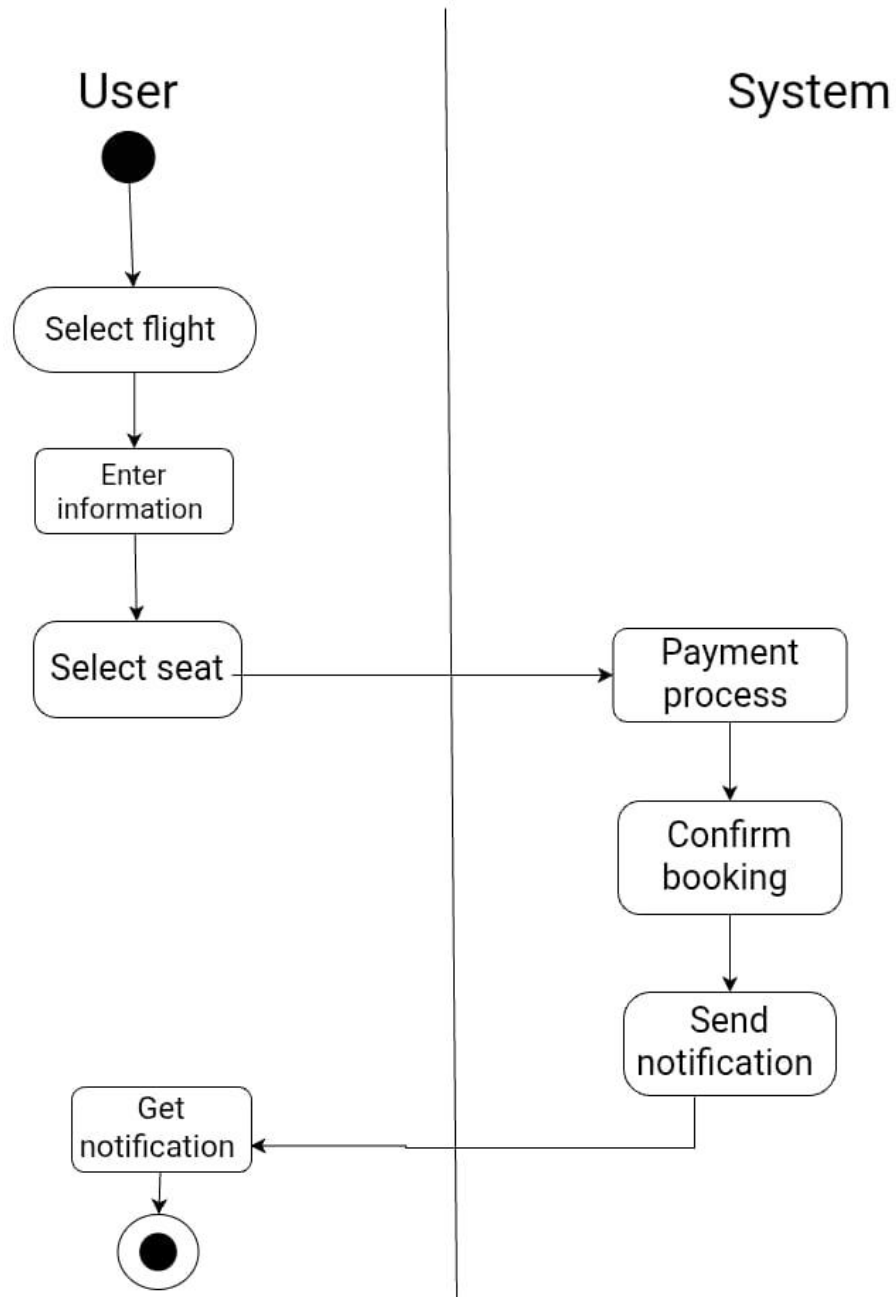 User
System
Select flight
Enter
information
Select seat
Payment
process
Confirm
booking
Send
notification
Get
notification